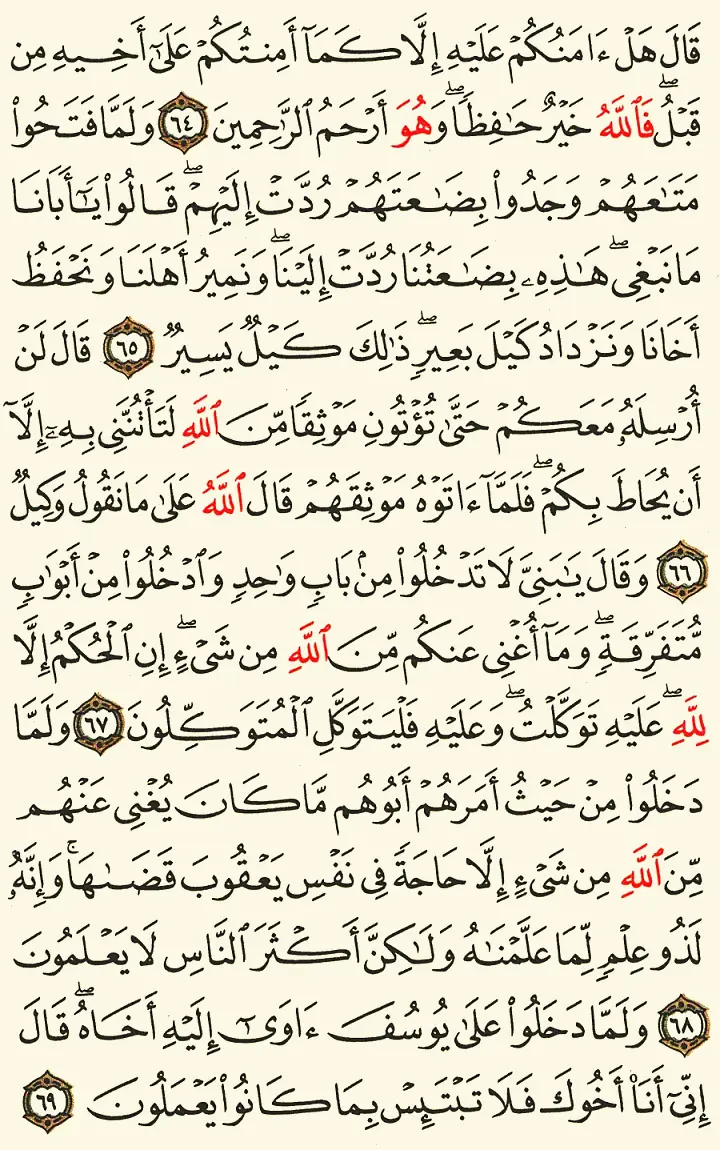 قَالَ هَلْ ءَامَنُكُمْ عَلَيْهِ إِلَّا كَمَآ أَمِنتُكُمْ عَلَىٰٓ أَخِيهِ مِن
قَبْلُ ۖ فَٱللَّهُ خَيْرٌ حَـٰفِظًا ۖ وَهُوَ أَرْحَمُ ٱلرَّٰحِمِينَ ٦٤ وَلَمَّا فَتَحُوا۟
مَتَـٰعَهُمْ وَجَدُوا۟ بِضَـٰعَتَهُمْ رُدَّتْ إِلَيْهِمْ ۖ قَالُوا۟ يَـٰٓأَبَانَا
مَا نَبْغِى ۖ هَـٰذِهِۦ بِضَـٰعَتُنَا رُدَّتْ إِلَيْنَا ۖ وَنَمِيرُ أَهْلَنَا وَنَحْفَظُ
أَخَانَا وَنَزْدَادُ كَيْلَ بَعِيرٍ ۖ ذَٰلِكَ كَيْلٌ يَسِيرٌ ٦٥ قَالَ لَنْ
أُرْسِلَهُۥ مَعَكُمْ حَتَّىٰ تُؤْتُونِ مَوْثِقًا مِّنَ ٱللَّهِ لَتَأْتُنَّنِى بِهِۦٓ إِلَّآ
أَن يُحَاطَ بِكُمْ ۖ فَلَمَّآ ءَاتَوْهُ مَوْثِقَهُمْ قَالَ ٱللَّهُ عَلَىٰ مَا نَقُولُ وَكِيلٌ
٦٦ وَقَالَ يَـٰبَنِىَّ لَا تَدْخُلُوا۟ مِنۢ بَابٍ وَٰحِدٍ وَٱدْخُلُوا۟ مِنْ أَبْوَٰبٍ
مُّتَفَرِّقَةٍ ۖ وَمَآ أُغْنِى عَنكُم مِّنَ ٱللَّهِ مِن شَىْءٍ ۖ إِنِ ٱلْحُكْمُ إِلَّا
لِلَّهِ ۖ عَلَيْهِ تَوَكَّلْتُ ۖ وَعَلَيْهِ فَلْيَتَوَكَّلِ ٱلْمُتَوَكِّلُونَ ٦٧ وَلَمَّا
دَخَلُوا۟ مِنْ حَيْثُ أَمَرَهُمْ أَبُوهُم مَّا كَانَ يُغْنِى عَنْهُم
مِّنَ ٱللَّهِ مِن شَىْءٍ إِلَّا حَاجَةً فِى نَفْسِ يَعْقُوبَ قَضَىٰهَا ۚ وَإِنَّهُۥ
لَذُو عِلْمٍ لِّمَا عَلَّمْنَـٰهُ وَلَـٰكِنَّ أَكْثَرَ ٱلنَّاسِ لَا يَعْلَمُونَ
٦٨ وَلَمَّا دَخَلُوا۟ عَلَىٰ يُوسُفَ ءَاوَىٰٓ إِلَيْهِ أَخَاهُ ۖ قَالَ
إِنِّىٓ أَنَا۠ أَخُوكَ فَلَا تَبْتَئِسْ بِمَا كَانُوا۟ يَعْمَلُونَ ٦٩